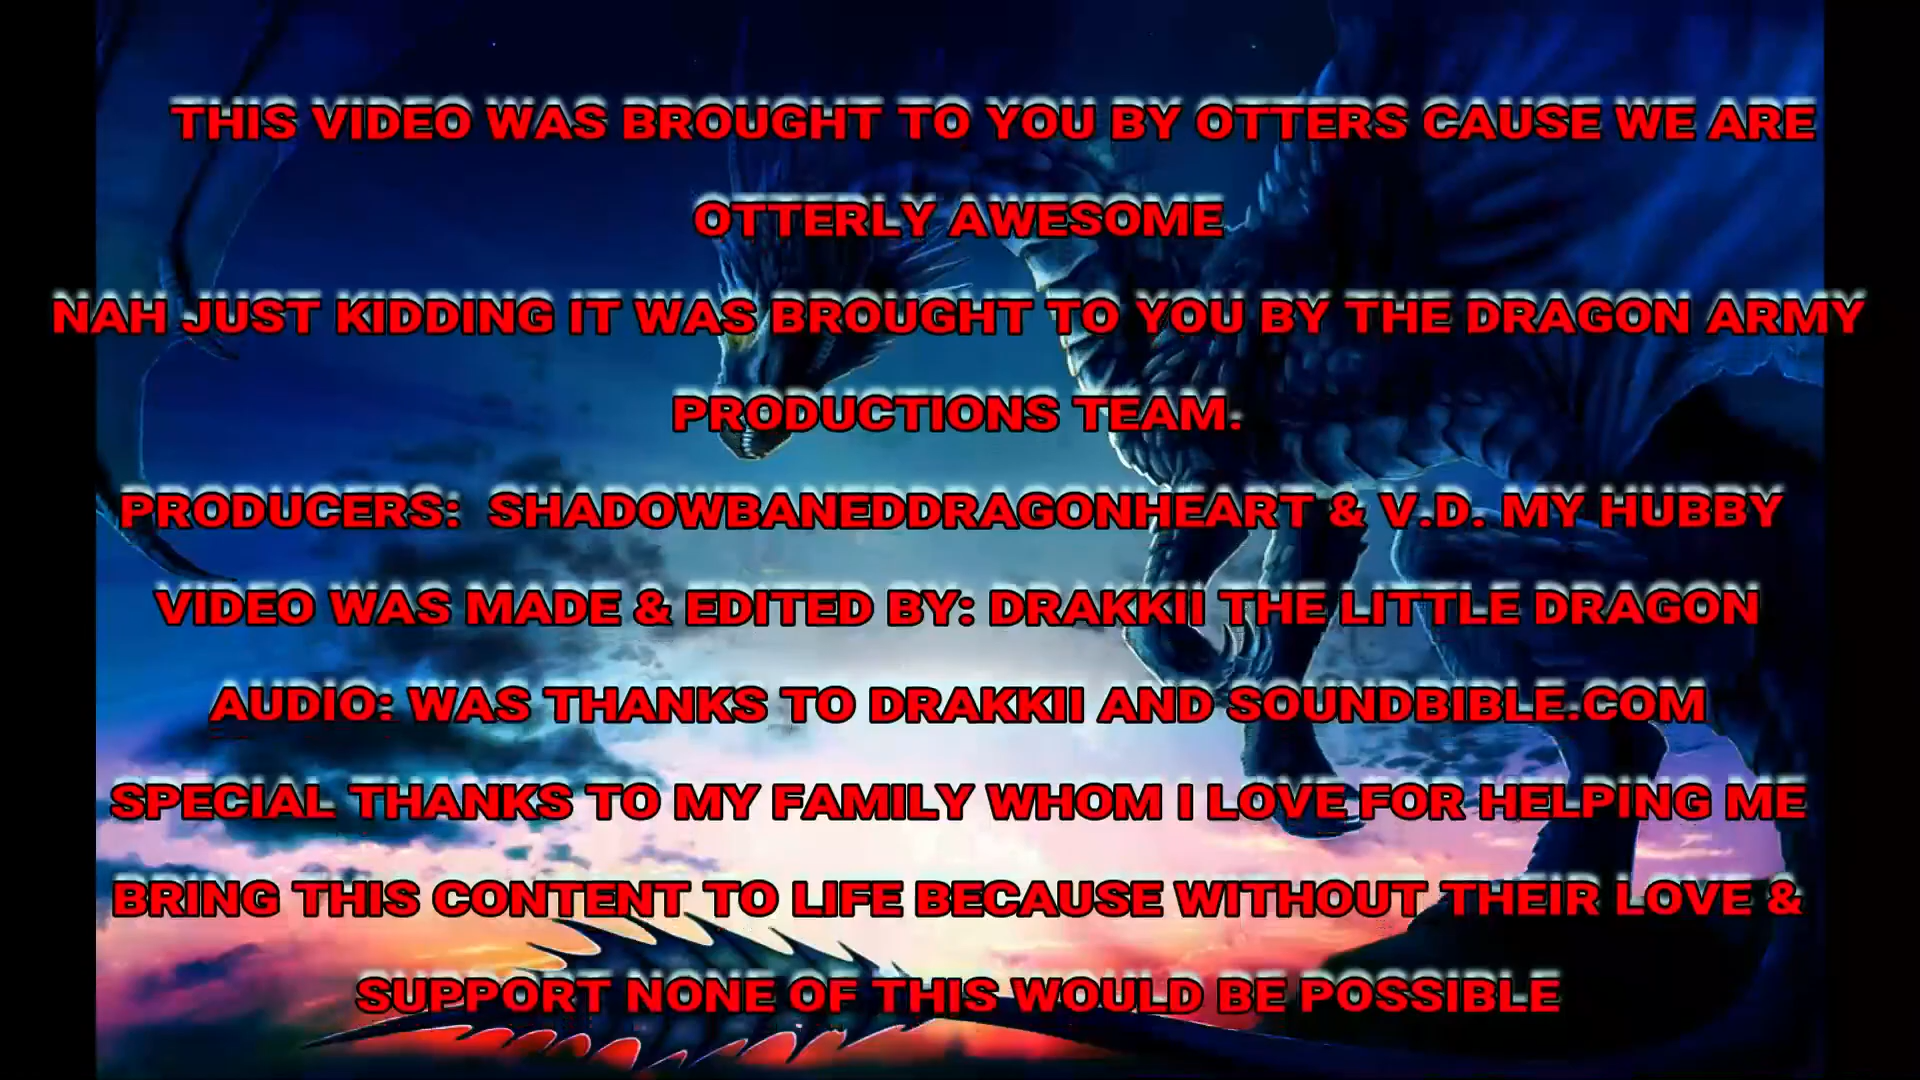 THIS VIDEO WAS BROUGHT TO YOU BY OTTERS CAUSE WE ARE
OTTERLY AWESOME
NAH JUST KIDDING IT WAS BROUGHT TO YOU BY THE DRAGON ARMY
PRODUCTIONS TEAM:
PRODUCERS: SHADOWBANEDDRAGONHEART & V.D. MY HUBBY
VIDEO WAS MADE & EDITED BY: DRAKKII THE LITTLE DRAGON
AUDIO: WAS THANKS TO DRAKKII AND SOUNDBIBLE.COM
SPECIAL THANKS TO MY FAMILY WHOM I LOVE FOR HELPING ME
BRING THIS CONTENT TO LIFE BECAUSE WITHOUT THEIR LOVE &
SUPPORT NONE OF THIS WOULD BE POSSIBLE